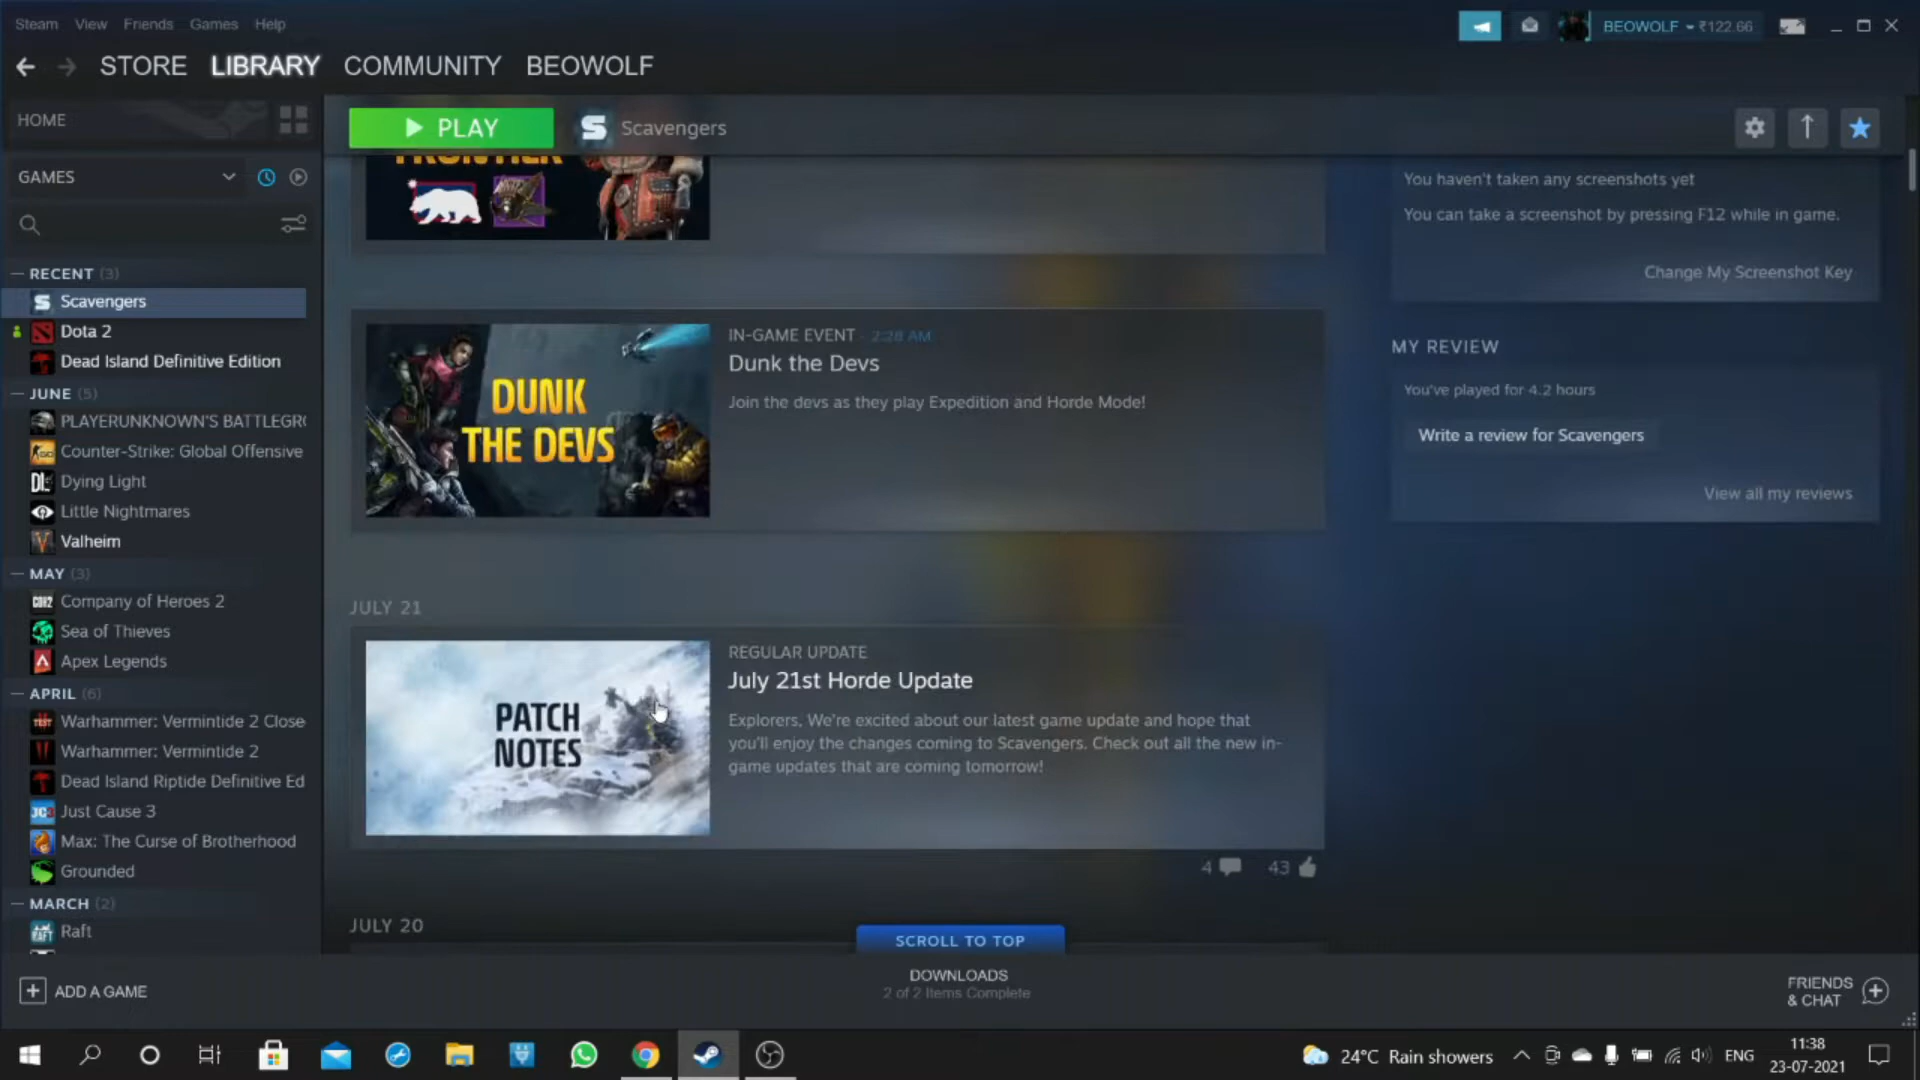 Steam View Friends Games Help
BEOWOLF ₹122.66
STORE LIBRARY COMMUNITY BEOWOLF
HOME
PLAY
Scavengers
GAMES
RECENT (3)
Scavengers
Dota 2
Dead Island Definitive Edition
JUNE (5)
PLAYERUNKNOWN'S BATTLEGR
Counter-Strike: Global Offensive
Dying Light
Little Nightmares
Valheim
MAY (3)
Company of Heroes 2
Sea of Thieves
Apex Legends
APRIL (6)
Warhammer: Vermintide 2 Close
Warhammer: Vermintide 2
Dead Island Riptide Definitive Ed
Just Cause 3
Max: The Curse of Brotherhood
Grounded
MARCH (2)
Raft
FRONTIER
DUNK
THE DEVS
IN-GAME EVENT - 2:28 AM
Dunk the Devs
Join the devs as they play Expedition and Horde Mode!
JULY 21
PATCH
NOTES
REGULAR UPDATE
July 21st Horde Update
Explorers, We're excited about our latest game update and hope that
you'll enjoy the changes coming to Scavengers. Check out all the new in-
game updates that are coming tomorrow!
4 43
JULY 20
SCROLL TO TOP
You haven't taken any screenshots yet
You can take a screenshot by pressing F12 while in game.
Change My Screenshot Key
MY REVIEW
You've played for 4.2 hours
Write a review for Scavengers
View all my reviews
ADD A GAME
DOWNLOADS
2 of 2 Items Complete
FRIENDS
& CHAT
24°C Rain showers
ENG
11:38
23-07-2021